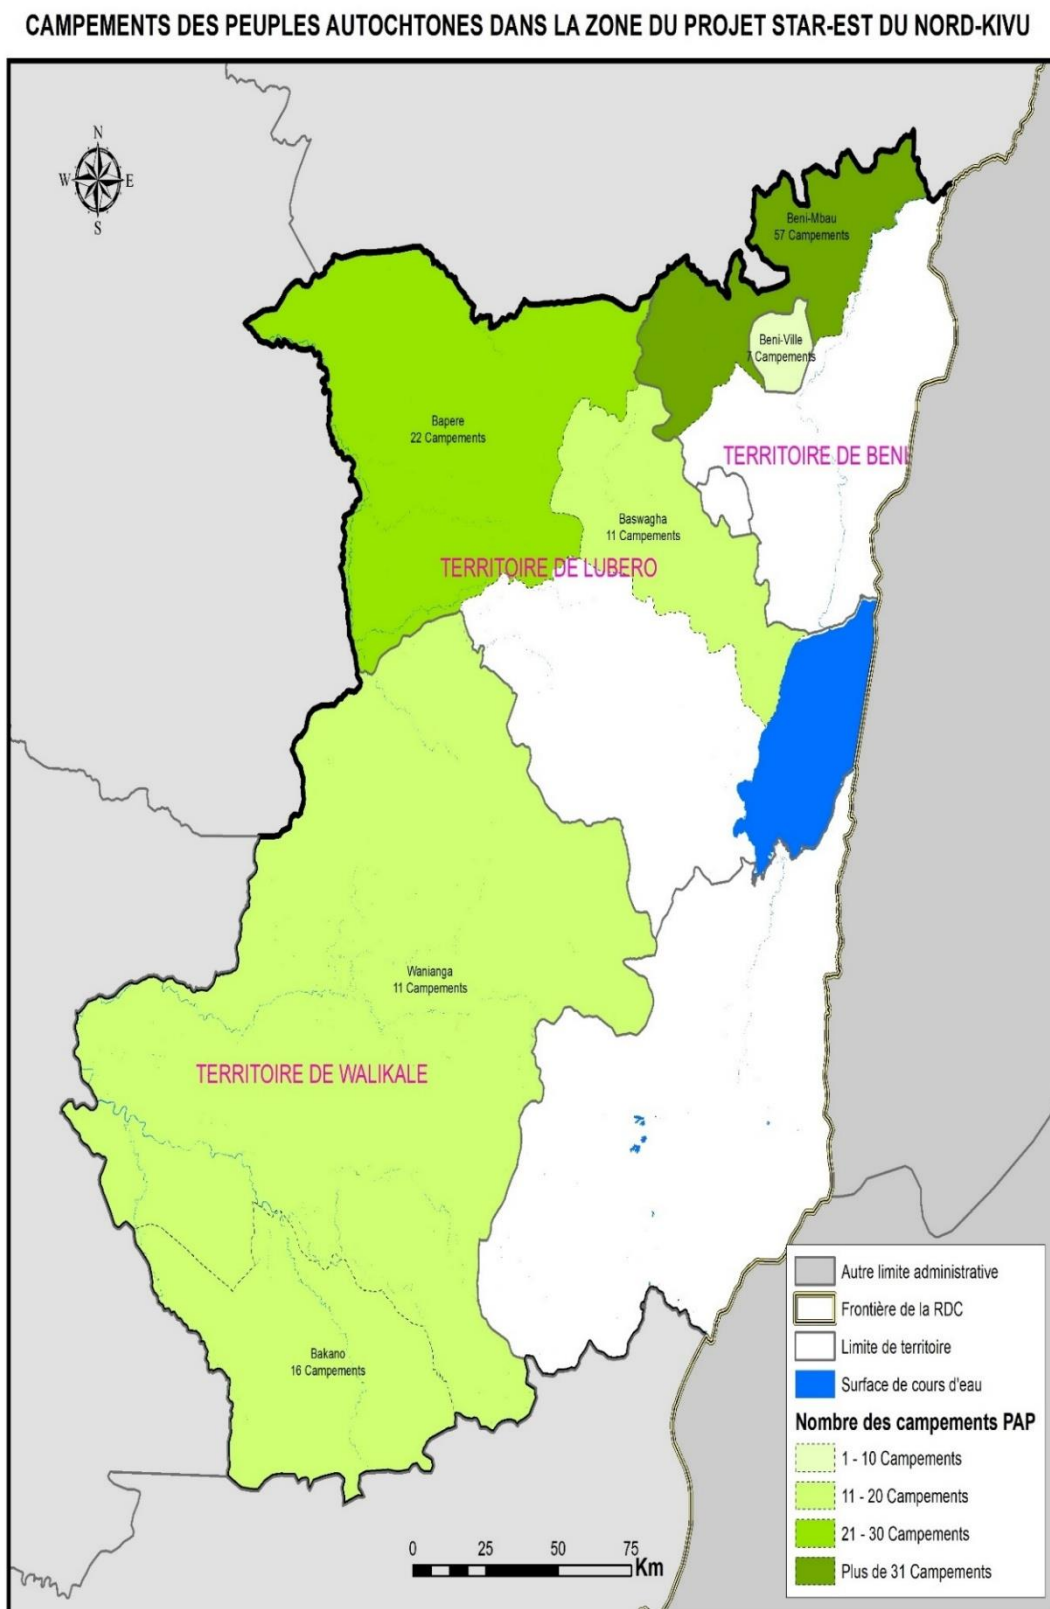 CAMPEMENTS DES PEUPLES AUTOCHTONES DANS LA ZONE DU PROJET STAR-EST DU NORD-KIVU
N
W E
S
Beni-Mbau
57 Campements
Beni-Ville
7 Campements
Bapere
22 Campements
TERRITOIRE DE BENI
Baswagha
11 Campements
TERRITOIRE DE LUBERO
Wanianga
11 Campements
TERRITOIRE DE WALIKALE
Bakano
16 Campements
Autre limite administrative
Frontière de la RDC
Limite de territoire
Surface de cours d'eau
Nombre des campements PAP
1 - 10 Campements
11 - 20 Campements
21 - 30 Campements
Plus de 31 Campements
0 25 50 75
Km